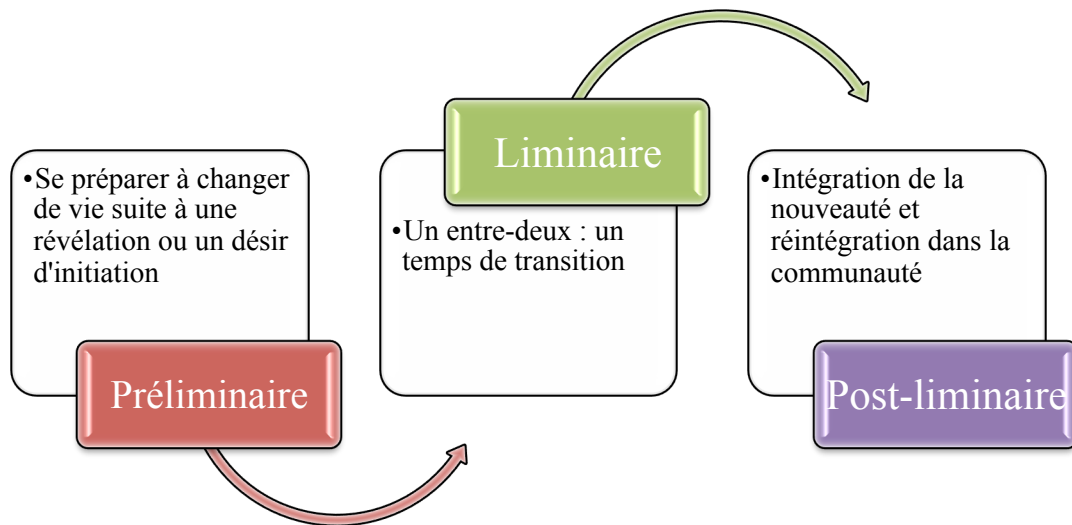 •Se préparer à changer
de vie suite à une
révélation ou un désir
d'initiation
Préliminaire
Liminaire
•Un entre-deux : un
temps de transition
•Intégration de la
nouveauté et
réintégration dans la
communauté
Post-liminaire